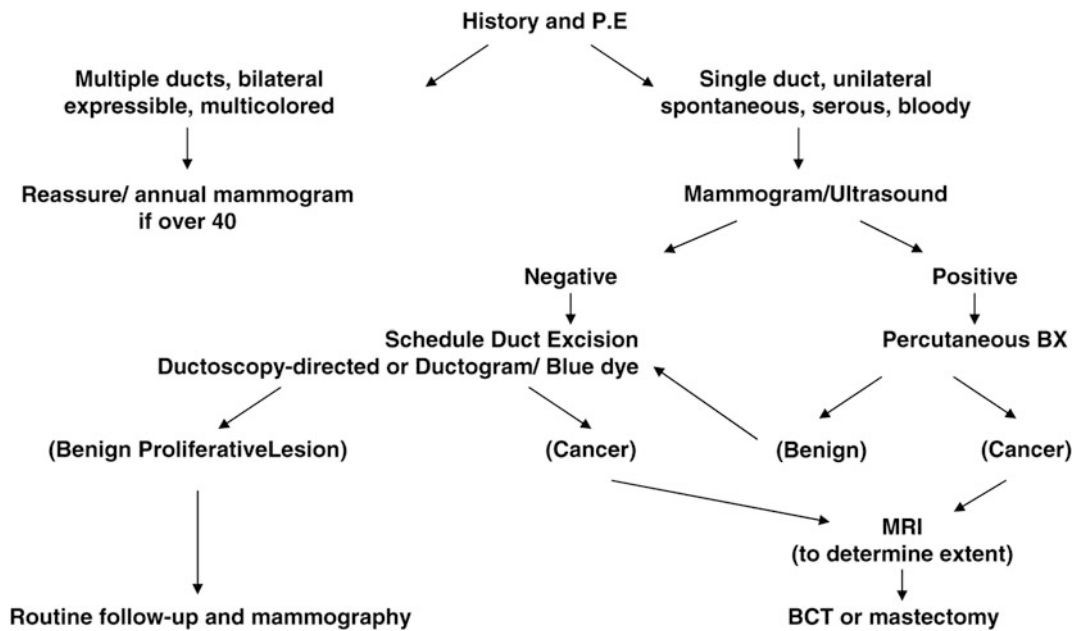 History and P.E
Multiple ducts, bilateral
expressible, multicolored
Single duct, unilateral
spontaneous, serous, bloody
Reassure/ annual mammogram
if over 40
Mammogram/Ultrasound
Negative
Positive
Schedule Duct Excision
Ductoscopy-directed or Ductogram/ Blue dye
Percutaneous BX
(Benign ProliferativeLesion)
(Cancer)
(Benign)
(Cancer)
MRI
(to determine extent)
Routine follow-up and mammography
BCT or mastectomy